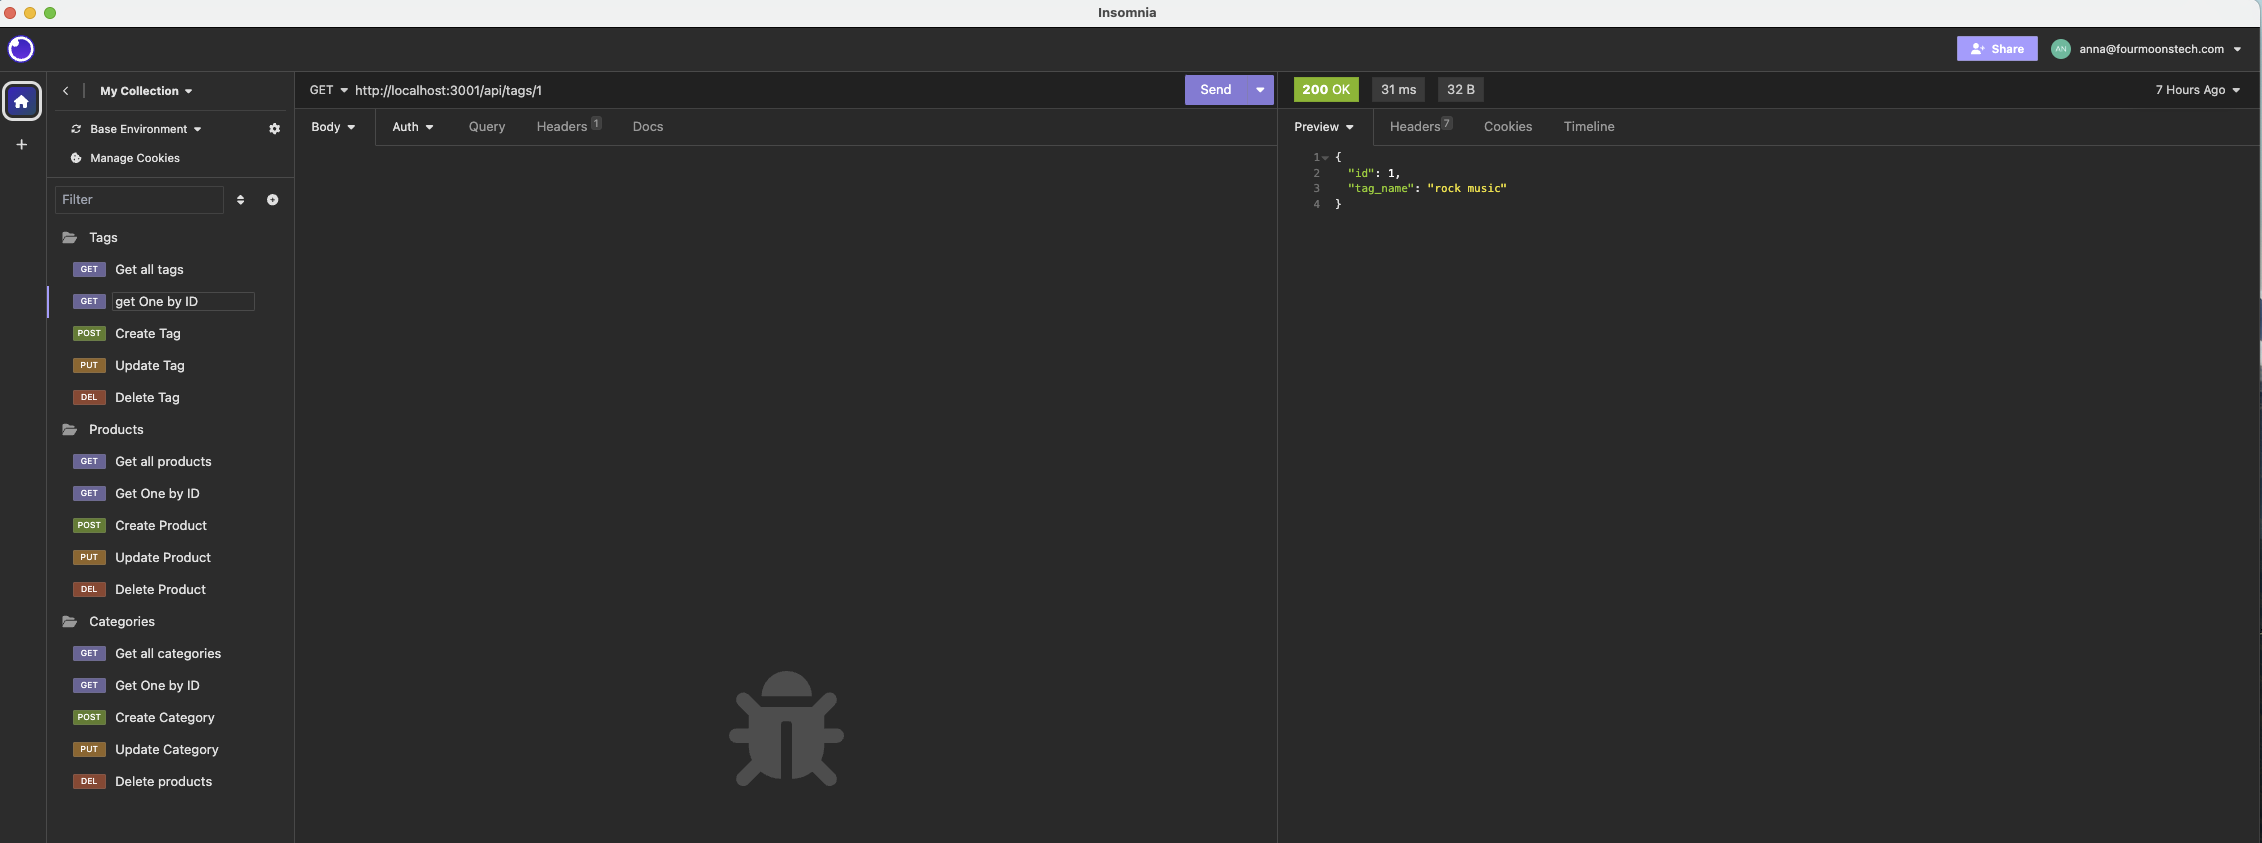 Insomnia
Share
AN
anna@fourmoonstech.com
My Collection
Base Environment
Manage Cookies
Filter
Tags
GET Get all tags
GET get One by ID
POST Create Tag
PUT Update Tag
DEL Delete Tag
Products
GET Get all products
GET Get One by ID
POST Create Product
PUT Update Product
DEL Delete Product
Categories
GET Get all categories
GET Get One by ID
POST Create Category
PUT Update Category
DEL Delete products
GET http://localhost:3001/api/tags/1
Send
Body Auth Query Headers 1 Docs
200 OK 31 ms 32 B 7 Hours Ago
Preview Headers 7 Cookies Timeline
1 {
2 "id": 1,
3 "tag_name": "rock music"
4 }